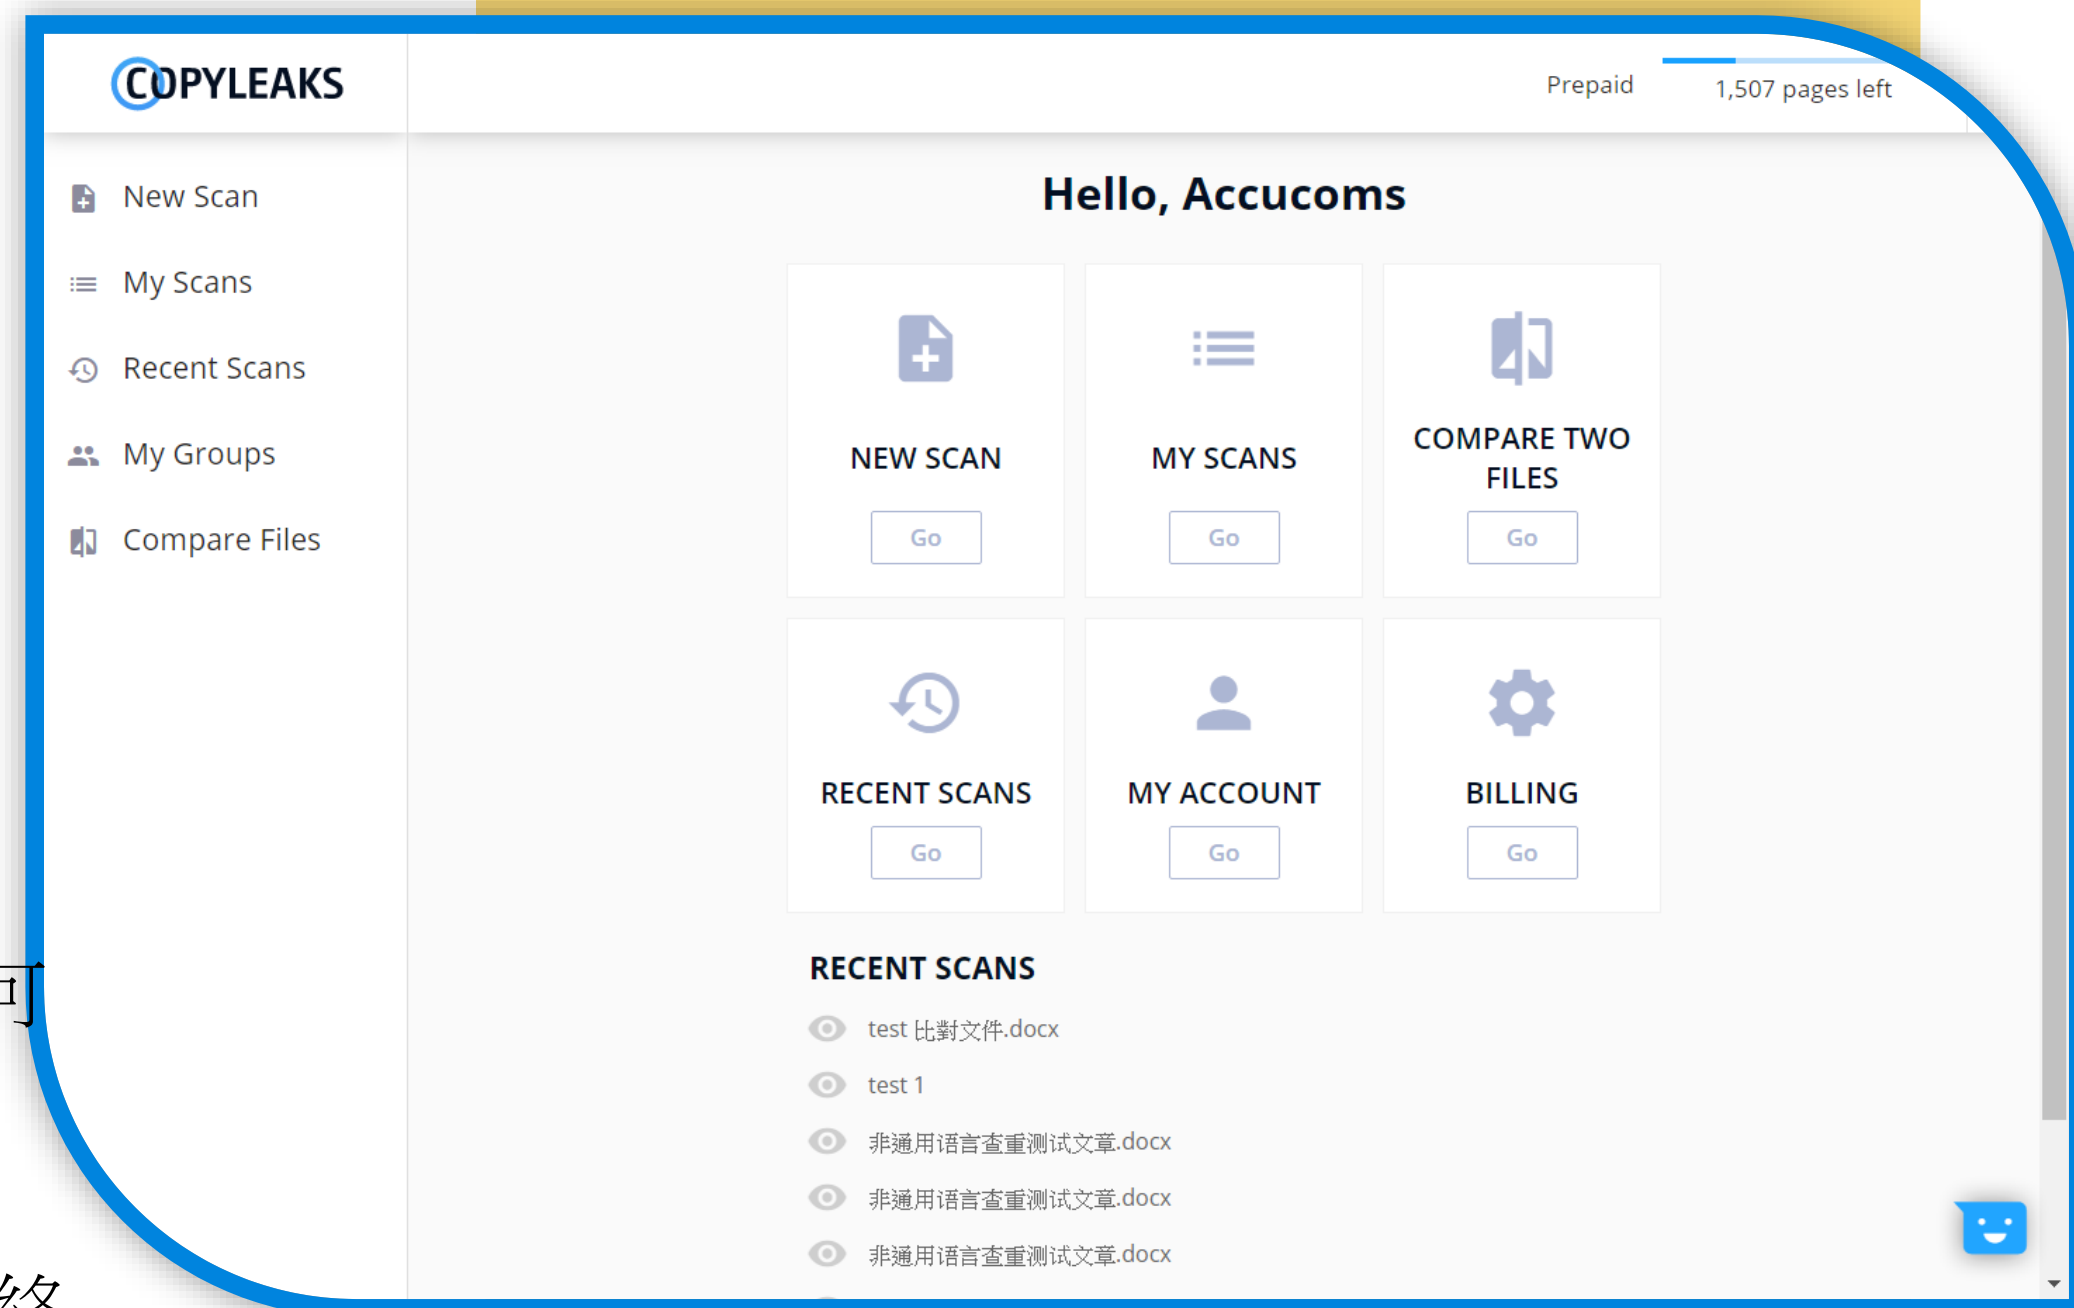 COPYLEAKS
Prepaid
1,507 pages left
New Scan
My Scans
Recent Scans
My Groups
Compare Files
Hello, Accucoms
NEW SCAN
Go
MY SCANS
Go
COMPARE TWO
FILES
Go
RECENT SCANS
Go
MY ACCOUNT
Go
BILLING
Go
RECENT SCANS
test 比對文件.docx
test 1
非通用语言查重测试文章.docx
非通用语言查重测试文章.docx
非通用语言查重测试文章.docx